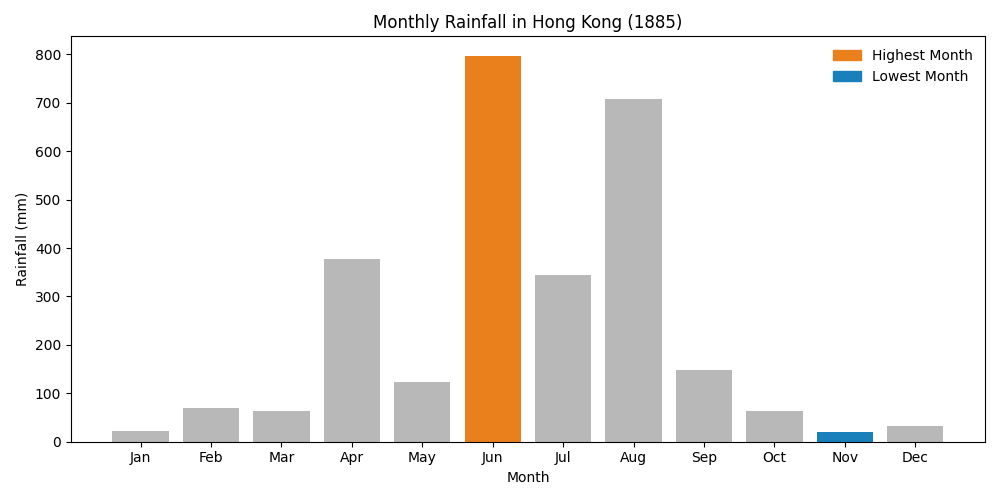 Monthly Rainfall in Hong Kong (1885)
Highest Month
Lowest Month
Rainfall (mm)
800
700
600
500
400
300
200
100
0
Jan Feb Mar Apr May Jun Jul Aug Sep Oct Nov Dec
Month